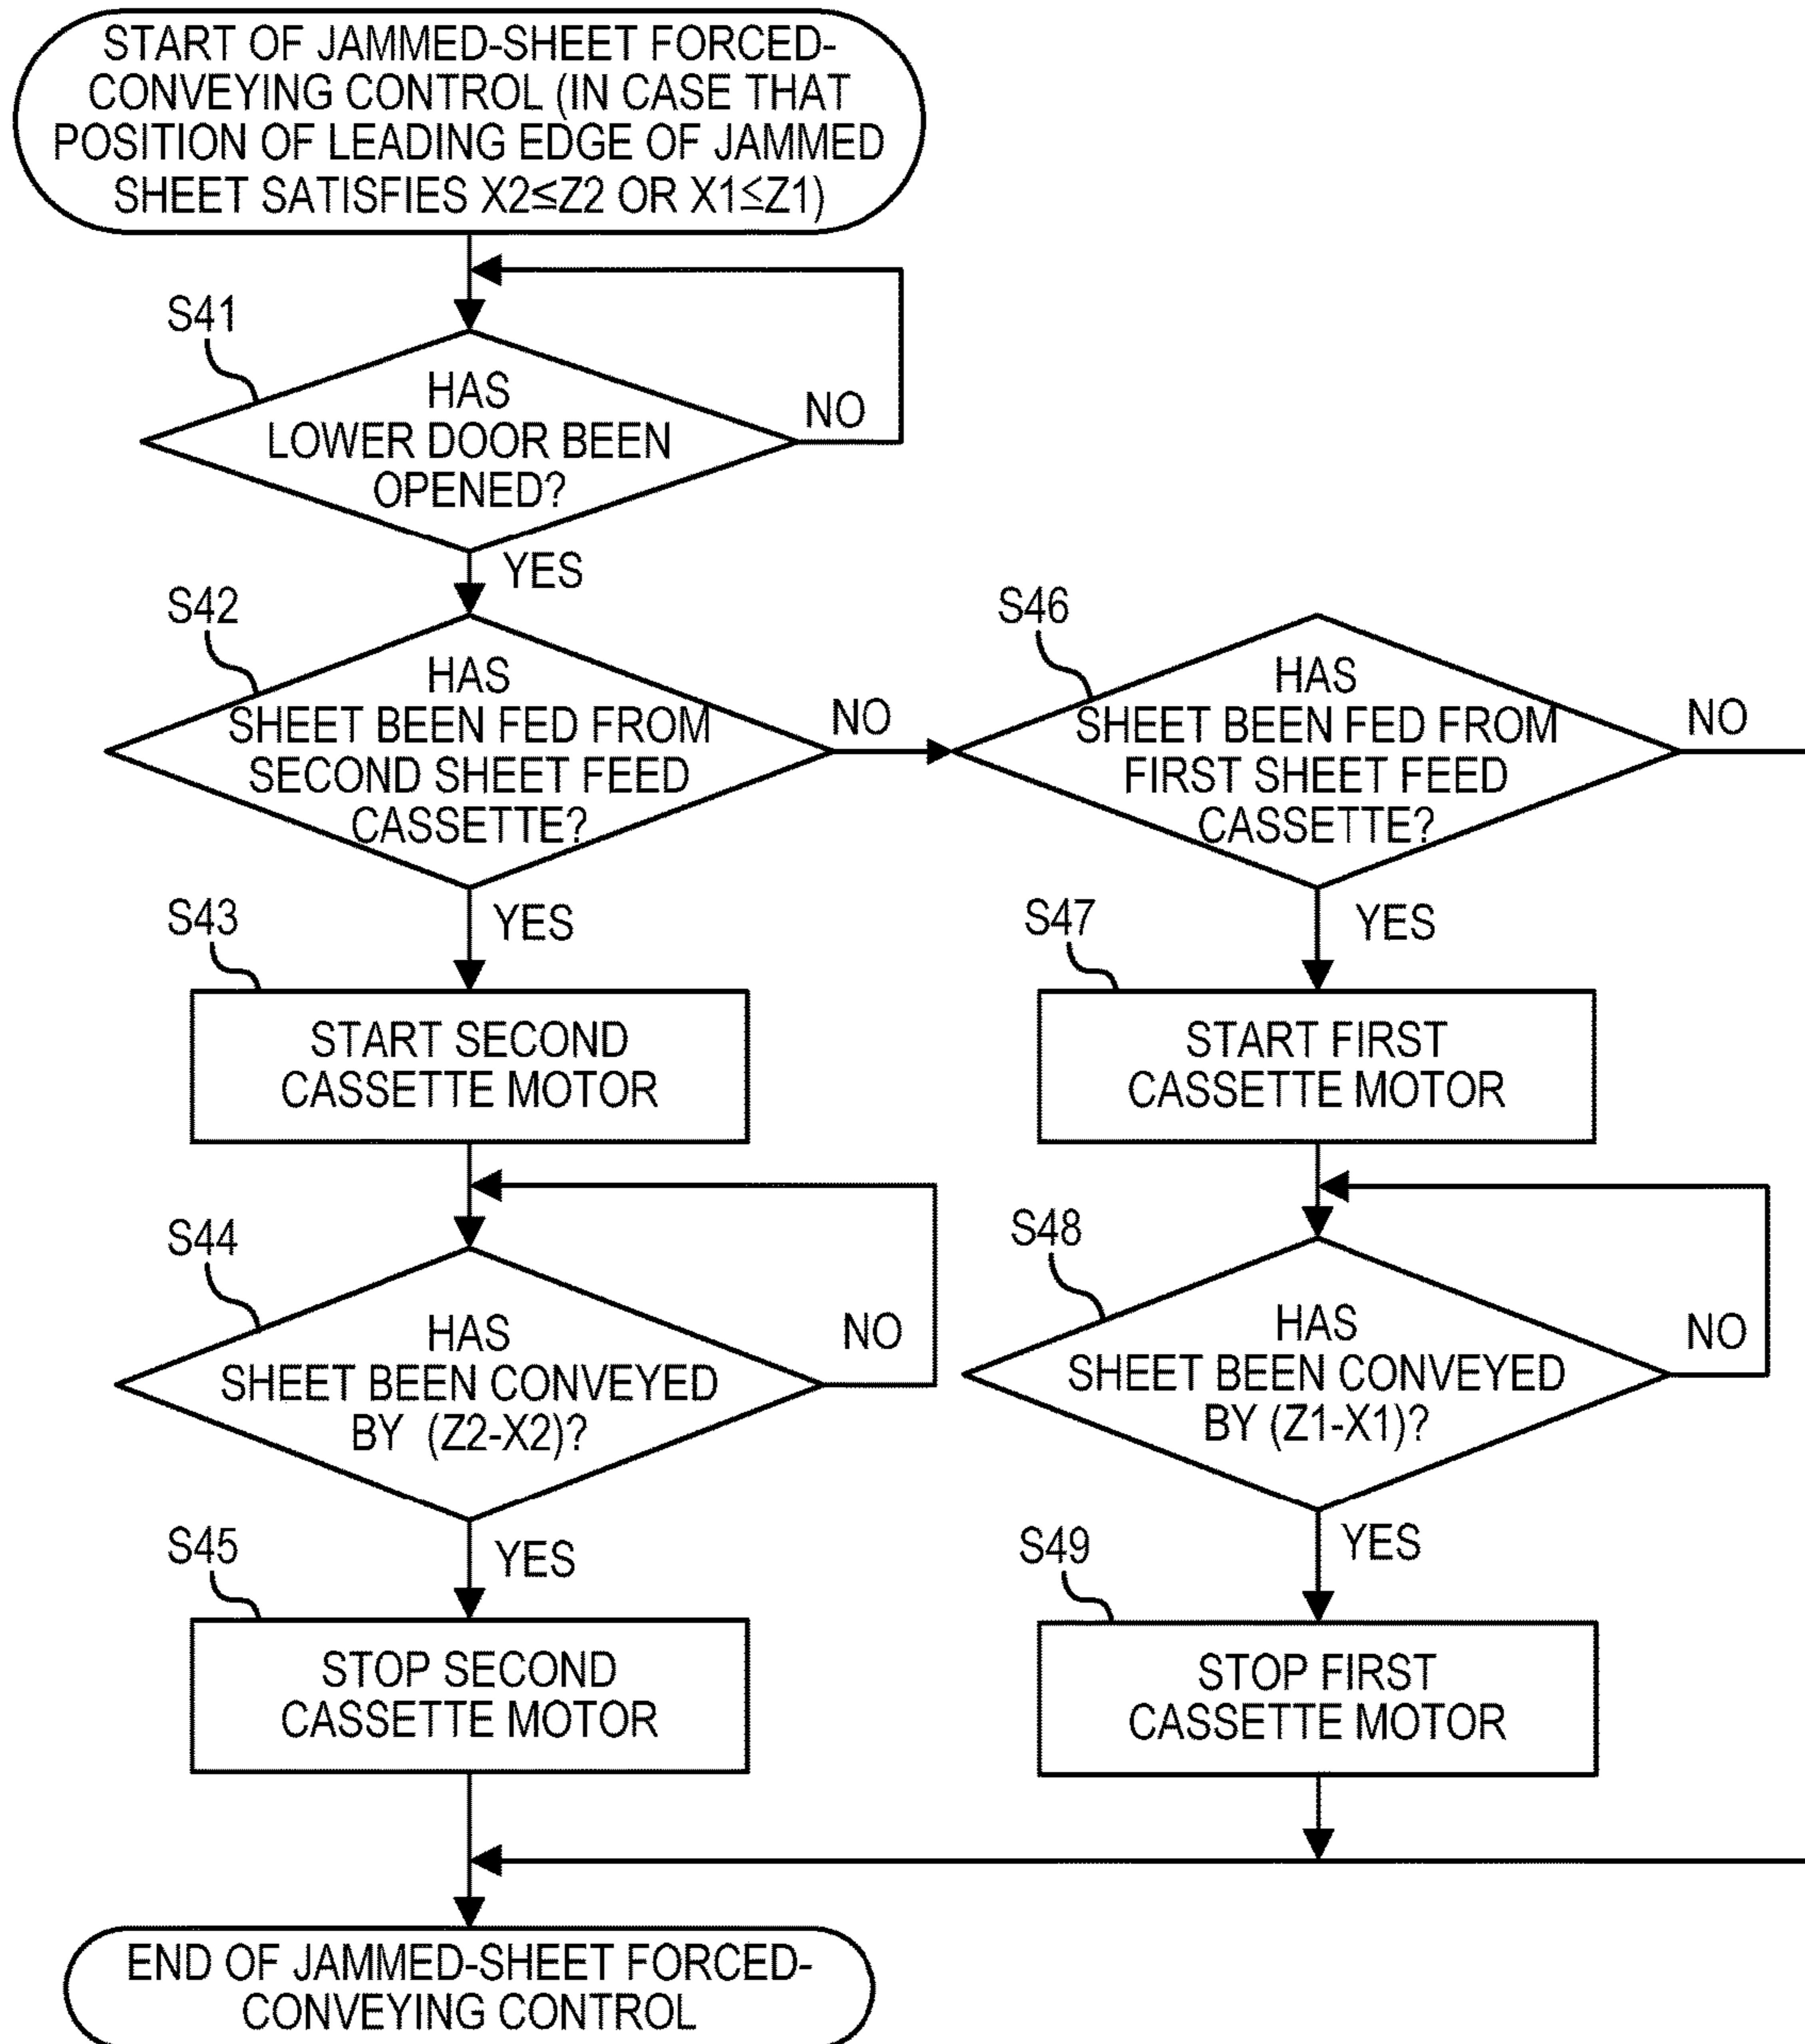 START OF JAMMED-SHEET FORCED-
CONVEYING CONTROL (IN CASE THAT
POSITION OF LEADING EDGE OF JAMMED
SHEET SATISFIES X2≤Z2 OR X1≤Z1)
S41
HAS
LOWER DOOR BEEN
OPENED?
NO
YES
S42
HAS
SHEET BEEN FED FROM
SECOND SHEET FEED
CASSETTE?
NO
YES
S46
HAS
SHEET BEEN FED FROM
FIRST SHEET FEED
CASSETTE?
NO
YES
S43
START SECOND
CASSETTE MOTOR
S47
START FIRST
CASSETTE MOTOR
S44
HAS
SHEET BEEN CONVEYED
BY (Z2-X2)?
NO
YES
S48
HAS
SHEET BEEN CONVEYED
BY (Z1-X1)?
NO
YES
S45
STOP SECOND
CASSETTE MOTOR
S49
STOP FIRST
CASSETTE MOTOR
END OF JAMMED-SHEET FORCED-
CONVEYING CONTROL